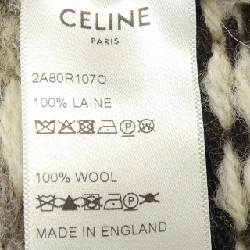 CELINE
PARIS
2A80R107O
100% LAINE
100% WOOL
MADE IN ENGLAND